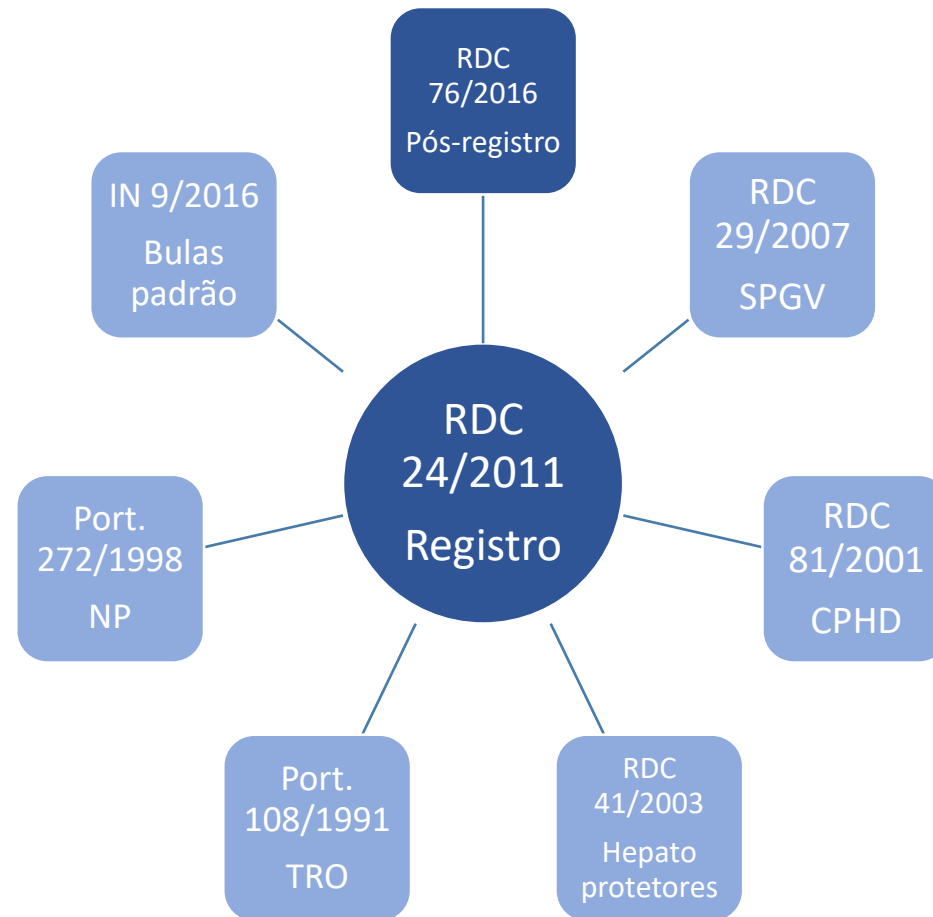 RDC
76/2016
Pós-registro
IN 9/2016
Bulas
padrão
RDC
29/2007
SPGV
RDC
24/2011
Registro
Port.
272/1998
NP
RDC
81/2001
CPHD
Port.
108/1991
TRO
RDC
41/2003
Hepato
protetores